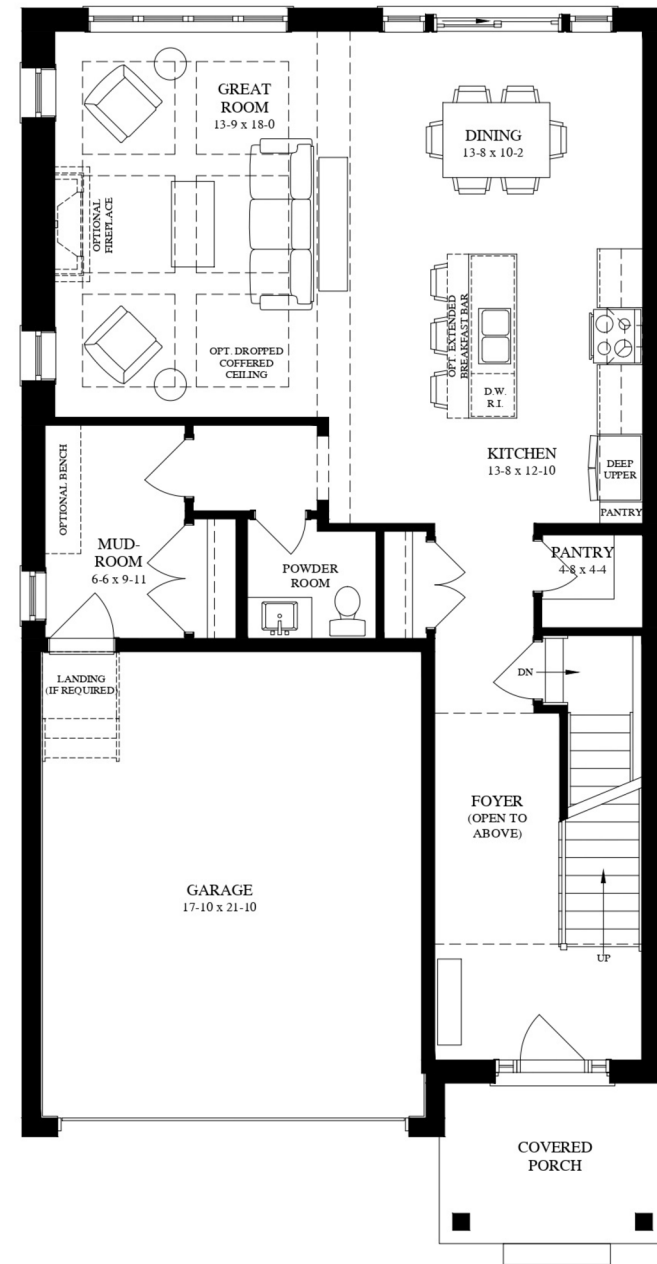 GREAT
ROOM
13-9 x 18-0
DINING
13-8 x 10-2
OPTIONAL
FIREPLACE
OPT. EXTENDED
BREAKFAST BAR
OPT. DROPPED
COFFERED
CEILING
D.W.
R.I.
KITCHEN
13-8 x 12-10
DEEP
UPPER
PANTRY
OPTIONAL BENCH
MUD-
ROOM
6-6 x 9-11
POWDER
ROOM
PANTRY
4-8 x 4-4
LANDING
(IF REQUIRED)
DN
FOYER
(OPEN TO
ABOVE)
GARAGE
17-10 x 21-10
UP
COVERED
PORCH